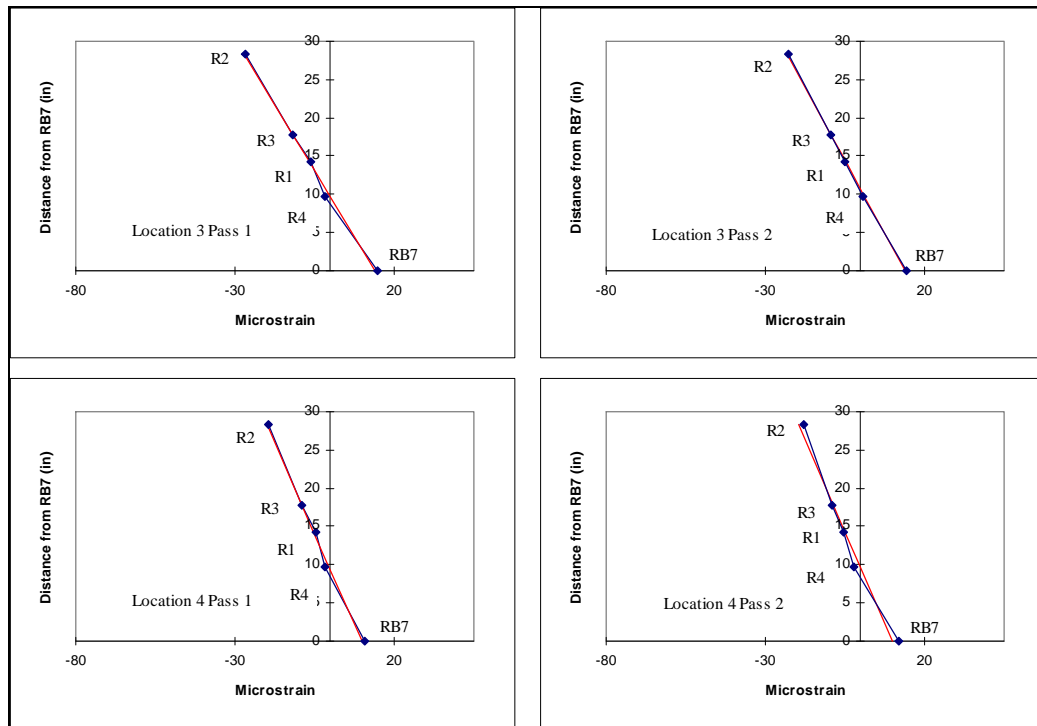 30
25
20
15
10
5
0
-80
-30
20
Distance from RB7 (in)
Microstrain
R2
R3
R1
R4
RB7
Location 3 Pass 1
30
25
20
15
10
5
0
-80
-30
20
Distance from RB7 (in)
Microstrain
R2
R3
R1
R4
RB7
Location 3 Pass 2
30
25
20
15
10
5
0
-80
-30
20
Distance from RB7 (in)
Microstrain
R2
R3
R1
R4
RB7
Location 4 Pass 1
30
25
20
15
10
5
0
-80
-30
20
Distance from RB7 (in)
Microstrain
R2
R3
R1
R4
RB7
Location 4 Pass 2